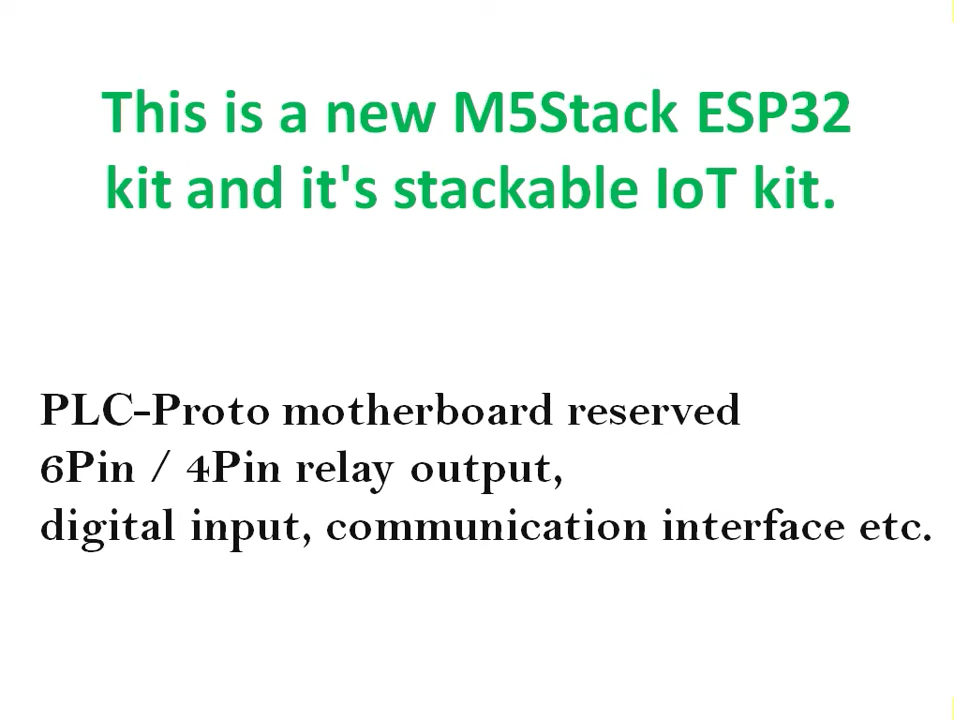 This is a new M5Stack ESP32
kit and it's stackable IoT kit.
PLC-Proto motherboard reserved
6Pin / 4Pin relay output,
digital input, communication interface etc.